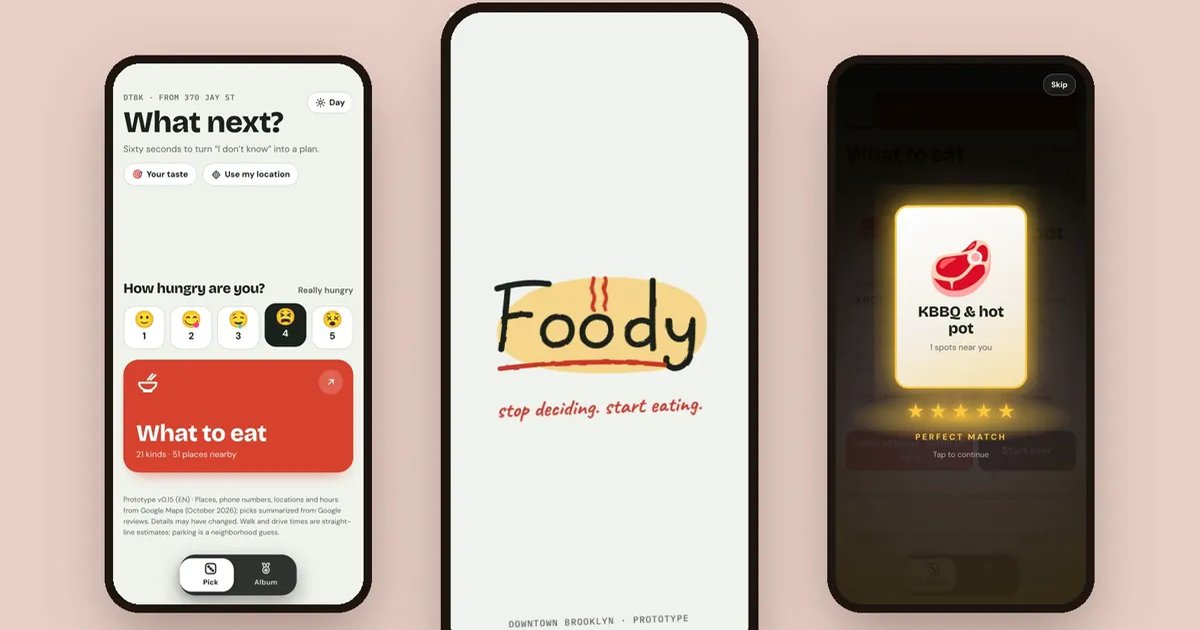 DTBK · FROM 370 JAY ST
Day
What next?
Sixty seconds to turn “I don’t know” into a plan.
Your taste
Use my location
How hungry are you?
Really hungry
1
2
3
4
5
What to eat
21 kinds · 51 places nearby
Prototype v0.15 (EN) · Places, phone numbers, locations and hours
from Google Maps (October 2026); picks summarized from Google
reviews. Details may have changed. Walk and drive times are straight-
line estimates; parking is a neighborhood guess.
Pick
Album
Foody
stop deciding. start eating.
DOWNTOWN BROOKLYN · PROTOTYPE
Skip
What to eat
KBBQ & hot
pot
1 spots near you
PERFECT MATCH
Tap to continue
Start over